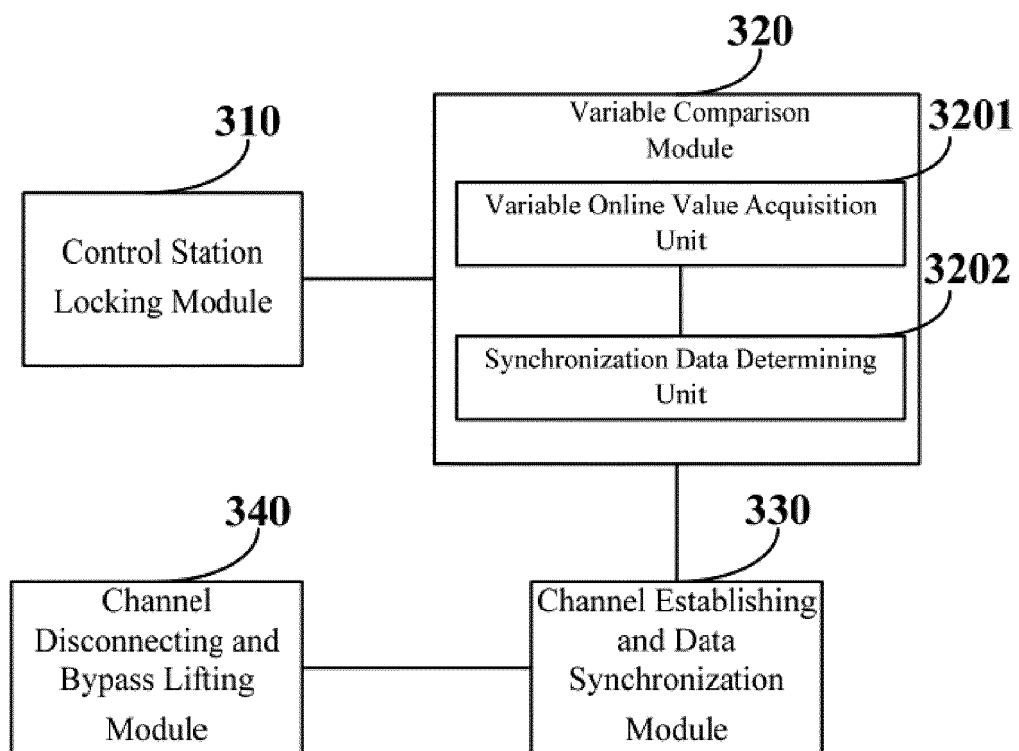 320
310
3201
Variable Comparison
Module
Variable Online Value Acquisition
Unit
Control Station
Locking Module
3202
Synchronization Data Determining
Unit
340
330
Channel
Disconnecting and
Bypass Lifting
Module
Channel Establishing
and Data
Synchronization
Module